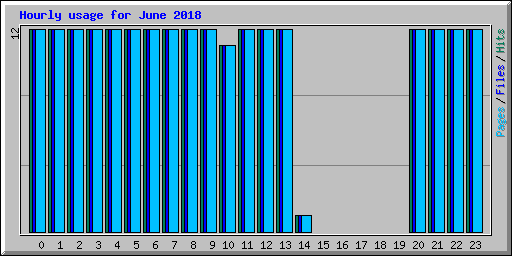 Hourly usage for June 2018
12
Pages/Files/Hits
0 1 2 3 4 5 6 7 8 9 10 11 12 13 14 15 16 17 18 19 20 21 22 23